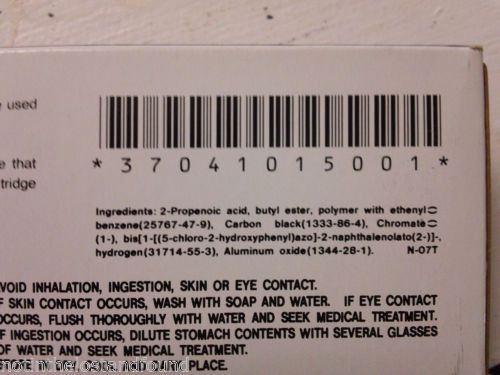 e used
* 37041015001 *
e that
tridge
Ingredients: 2-Propenoic acid, butyl ester, polymer with ethenyl
benzene(25767-47-9), Carbon black(1333-86-4), Chromate
(1-), bis[1-[(5-chloro-2-hydroxyphenyl)azo]-2-naphthalenolato(2-)]-,
hydrogen(31714-55-3), Aluminum oxide(1344-28-1). N-07T
VOID INHALATION, INGESTION, SKIN OR EYE CONTACT.
F SKIN CONTACT OCCURS, WASH WITH SOAP AND WATER. IF EYE CONTACT
OCCURS, FLUSH THOROUGHLY WITH WATER AND SEEK MEDICAL TREATMENT.
F INGESTION OCCURS, DILUTE STOMACH CONTENTS WITH SEVERAL GLASSES
OF WATER AND SEEK MEDICAL TREATMENT.
PLACE.
notinthelostandfound